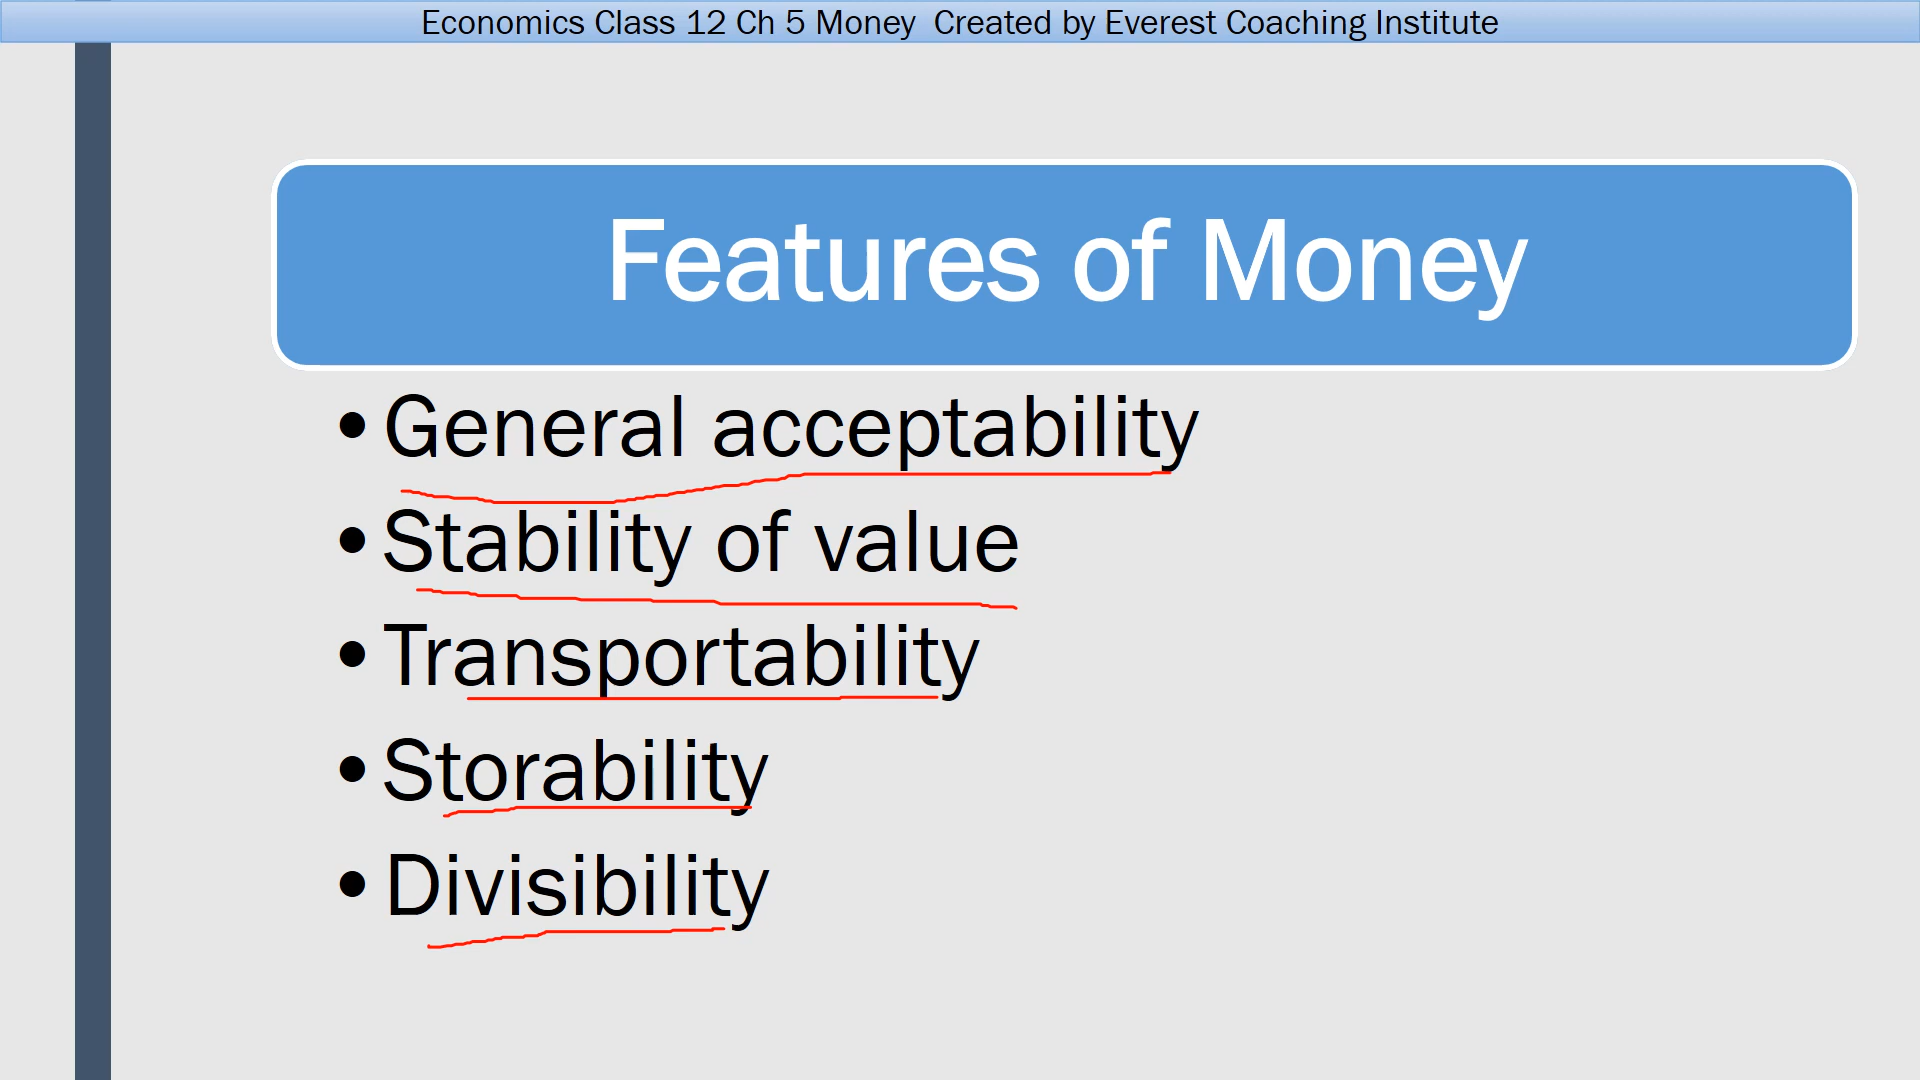 Economics Class 12 Ch 5 Money Created by Everest Coaching Institute
Features of Money
• General acceptability
• Stability of value
• Transportability
• Storability
• Divisibility